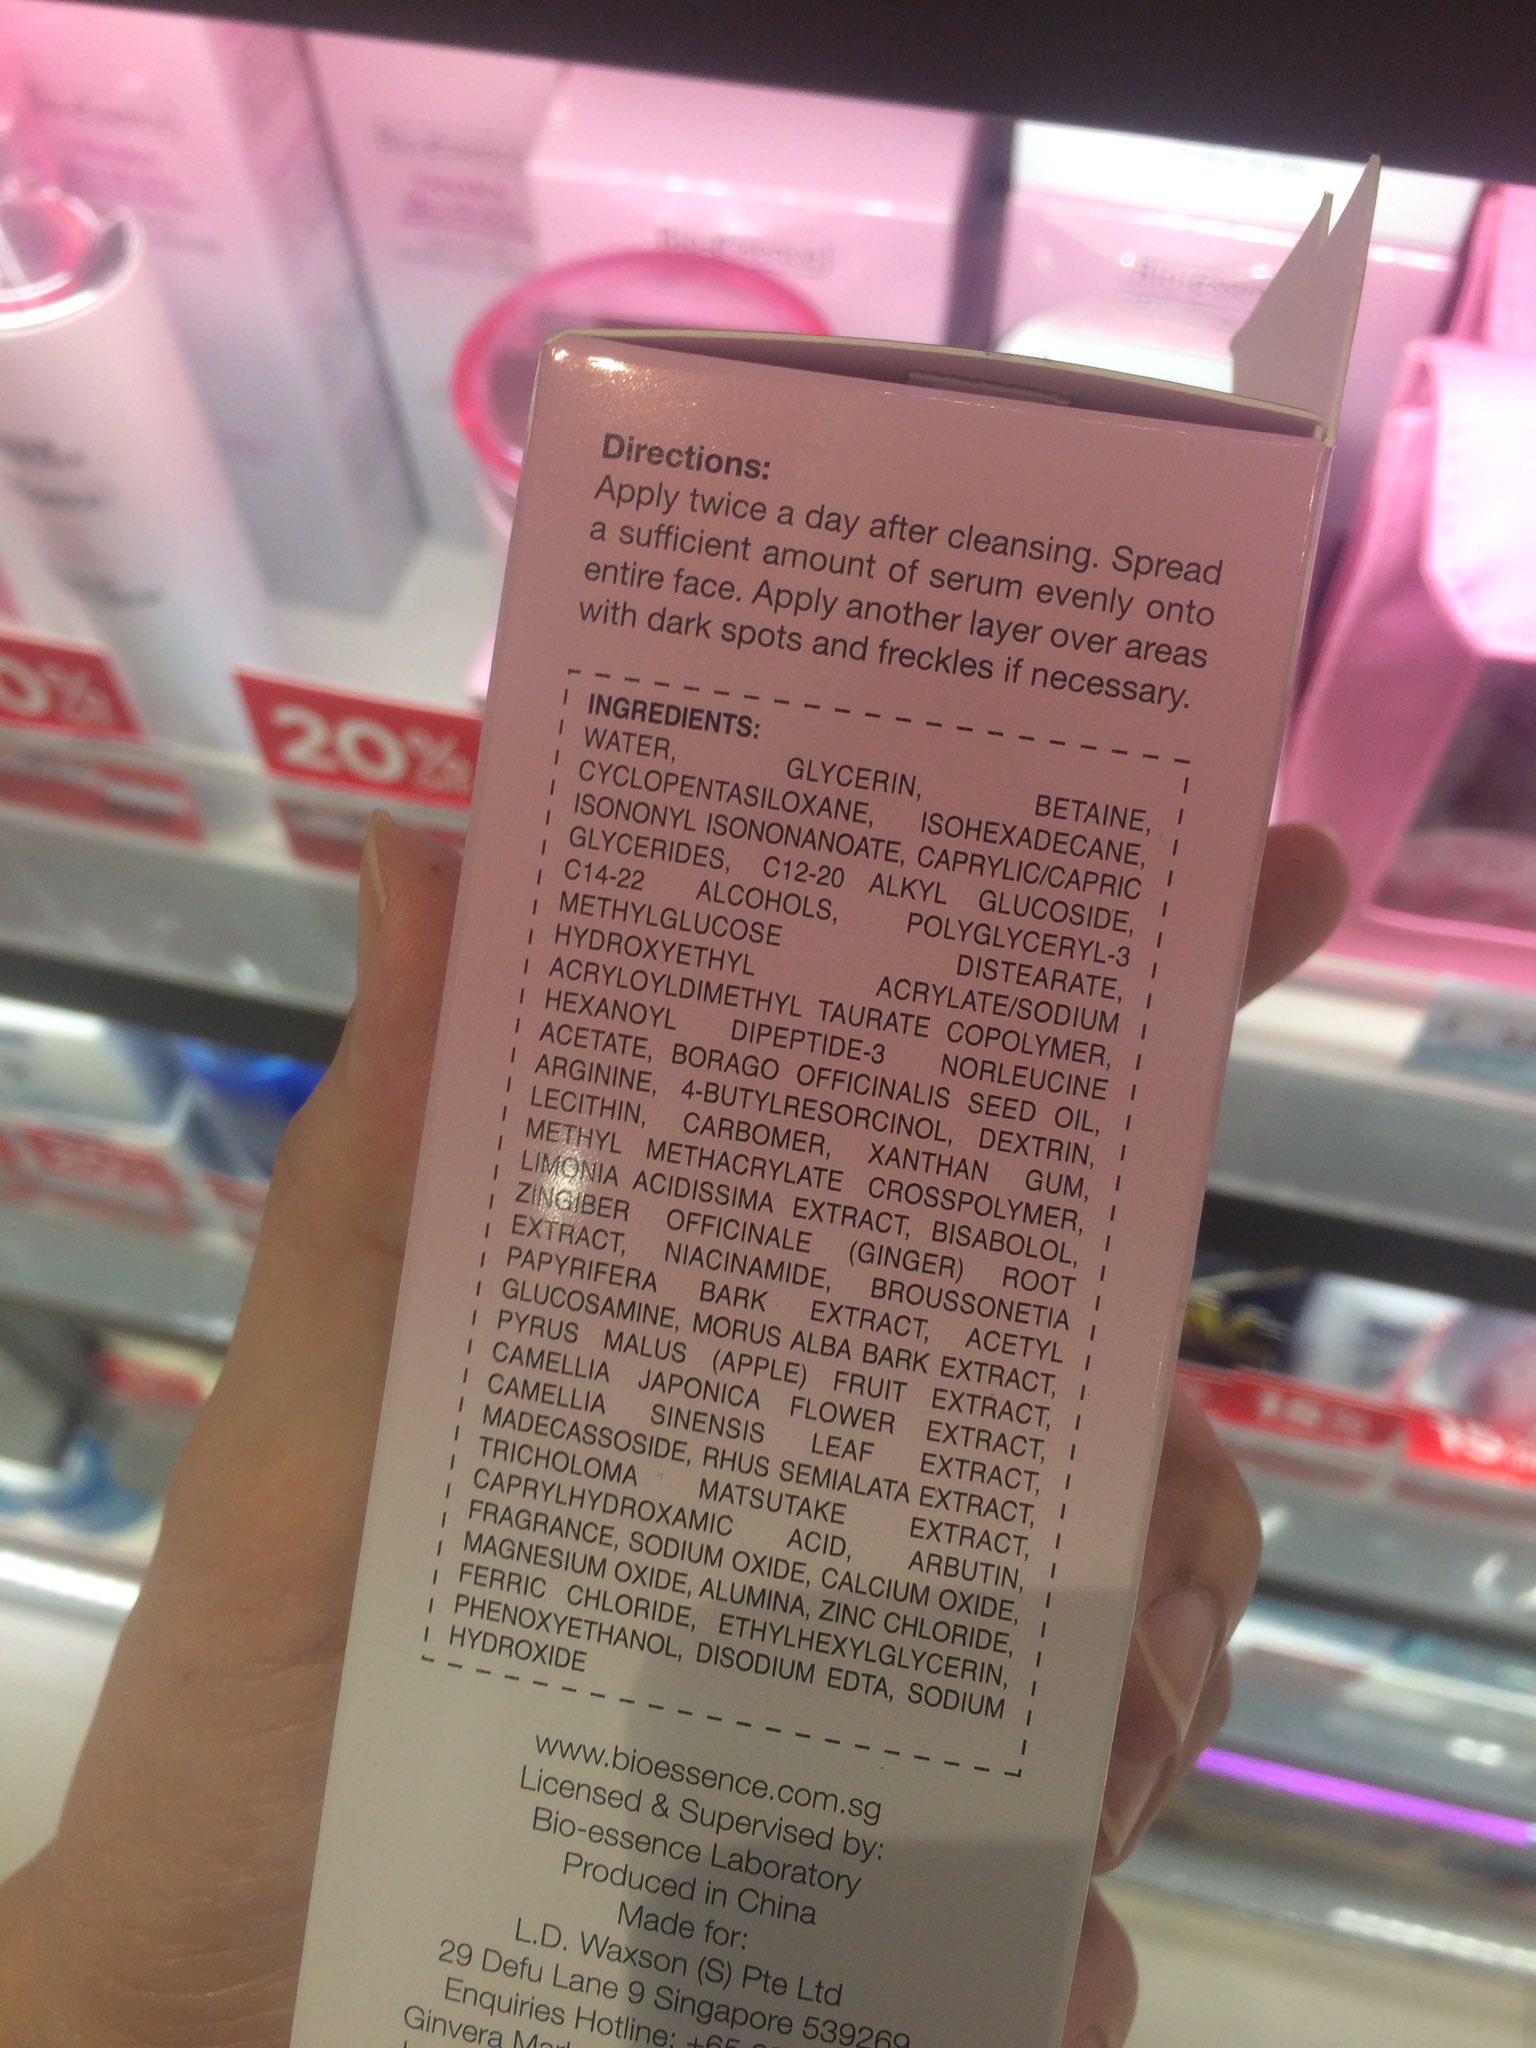 Directions:
Apply twice a day after cleansing. Spread
a sufficient amount of serum evenly onto
entire face. Apply another layer over areas
with dark spots and freckles if necessary.
INGREDIENTS:
WATER, GLYCERIN, BETAINE,
CYCLOPENTASILOXANE, ISOHEXADECANE,
ISONONYL ISONONANOATE, CAPRYLIC/CAPRIC
GLYCERIDES, C12-20 ALKYL GLUCOSIDE,
C14-22 ALCOHOLS, POLYGLYCERYL-3
METHYLGLUCOSE DISTEARATE,
HYDROXYETHYL ACRYLATE/SODIUM
ACRYLOYLDIMETHYL TAURATE COPOLYMER,
HEXANOYL DIPEPTIDE-3 NORLEUCINE
ACETATE, BORAGO OFFICINALIS SEED OIL,
ARGININE, 4-BUTYLRESORCINOL, DEXTRIN,
LECITHIN, CARBOMER, XANTHAN GUM,
METHYL METHACRYLATE CROSSPOLYMER,
LIMONIA ACIDISSIMA EXTRACT, BISABOLOL,
ZINGIBER OFFICINALE (GINGER) ROOT
EXTRACT, NIACINAMIDE, BROUSSONETIA
PAPYRIFERA BARK EXTRACT, ACETYL
GLUCOSAMINE, MORUS ALBA BARK EXTRACT,
PYRUS MALUS (APPLE) FRUIT EXTRACT,
CAMELLIA JAPONICA FLOWER EXTRACT,
CAMELLIA SINENSIS LEAF EXTRACT,
MADECASSOSIDE, RHUS SEMIALATA EXTRACT,
TRICHOLOMA MATSUTAKE EXTRACT,
CAPRYLHYDROXAMIC ACID, ARBUTIN,
FRAGRANCE, SODIUM OXIDE, CALCIUM OXIDE,
MAGNESIUM OXIDE, ALUMINA, ZINC CHLORIDE,
FERRIC CHLORIDE, ETHYLHEXYLGLYCERIN,
PHENOXYETHANOL, DISODIUM EDTA, SODIUM
HYDROXIDE
www.bioessence.com.sg
Licensed & Supervised by:
Bio-essence Laboratory
Produced in China
Made for:
L.D. Waxson (S) Pte Ltd
29 Defu Lane 9 Singapore 539269
Enquiries Hotline: +65
Ginvera
0%
20%